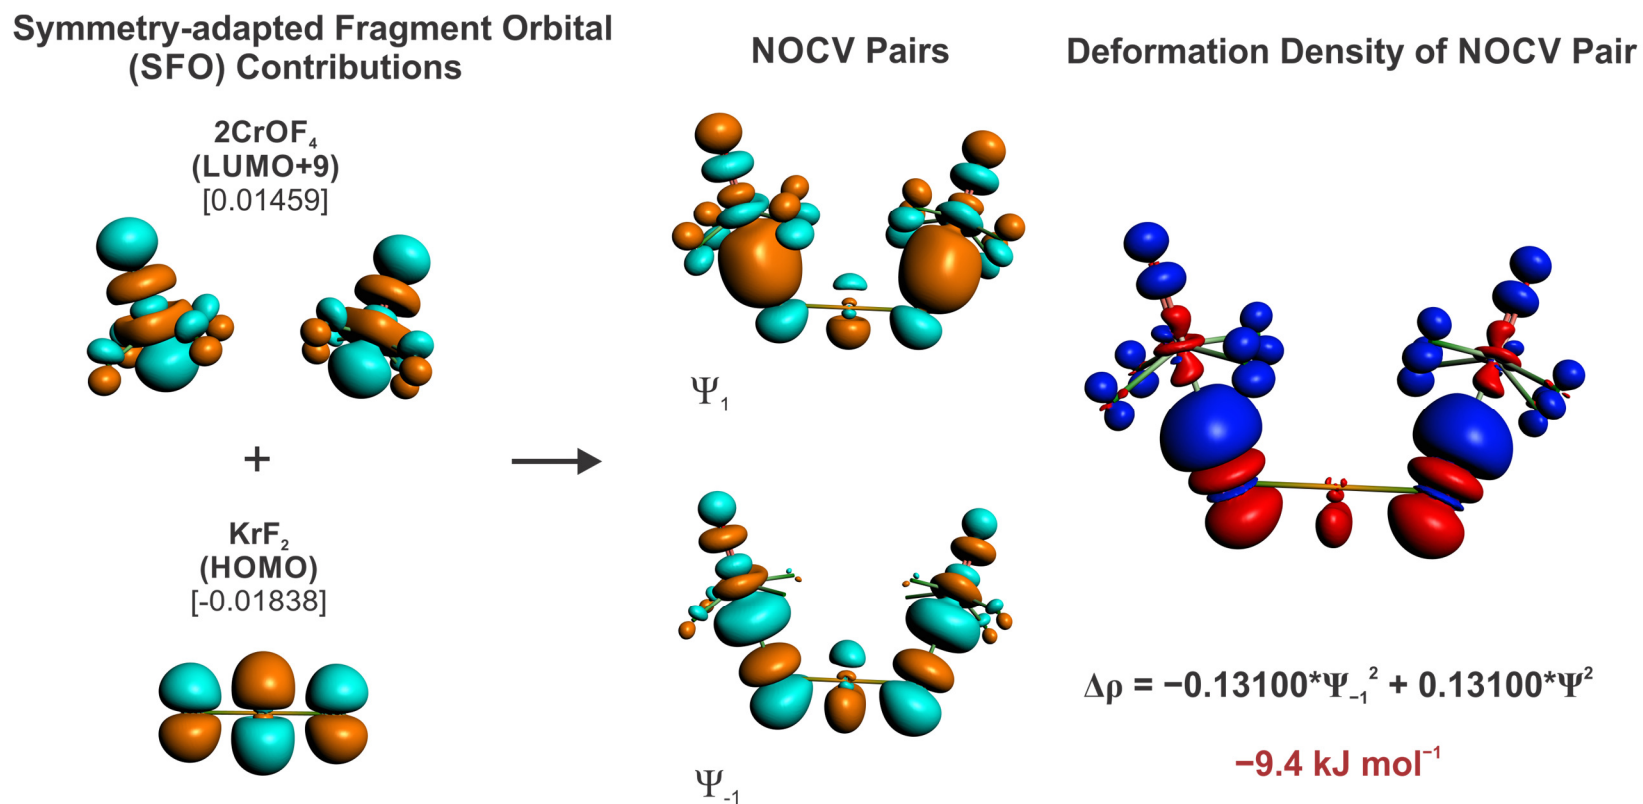 Symmetry-adapted Fragment Orbital
(SFO) Contributions
2CrOF₄
(LUMO+9)
[0.01459]
+
KrF₂
(HOMO)
[-0.01838]
NOCV Pairs
Ψ₁
Ψ₋₁
Deformation Density of NOCV Pair
Δρ = −0.13100*Ψ₋₁² + 0.13100*Ψ²
−9.4 kJ mol⁻¹